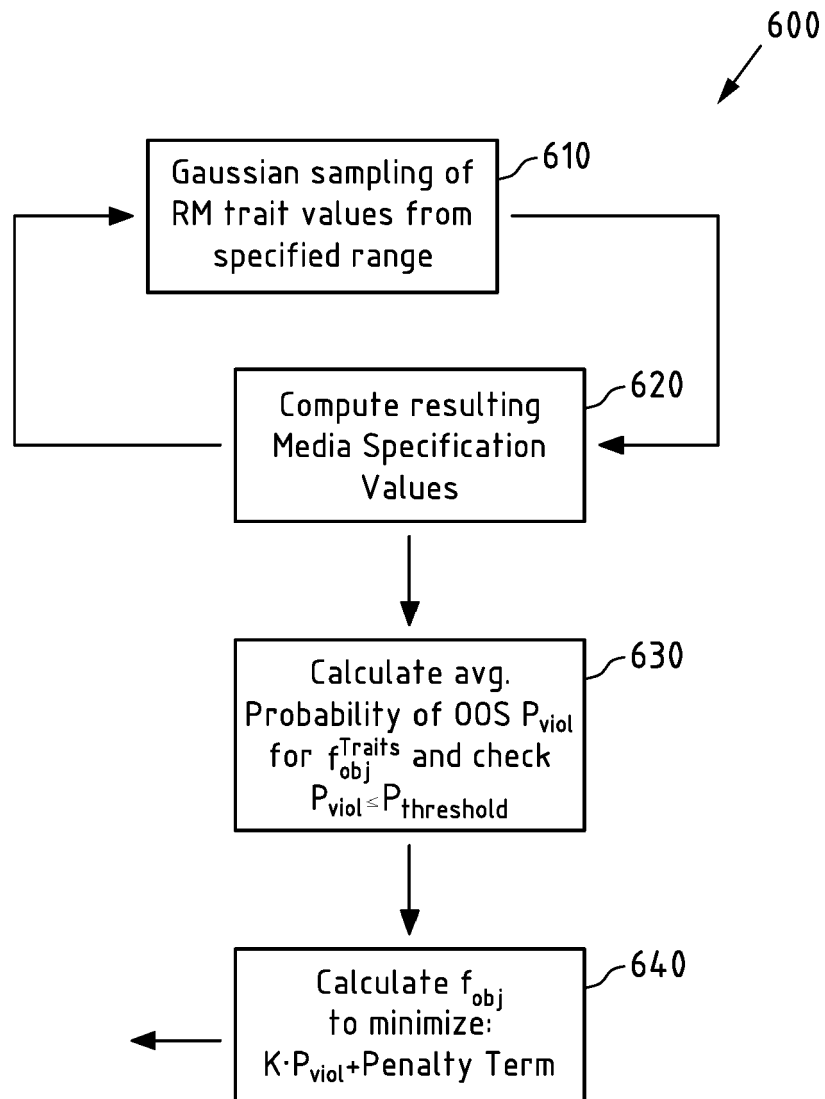 600
610
Gaussian sampling of
RM trait values from
specified range
620
Compute resulting
Media Specification
Values
630
Calculate avg.
Probability of OOS P_viol
for f_obj^Traits and check
P_viol ≤ P_threshold
640
Calculate f_obj
to minimize:
K·P_viol+Penalty Term